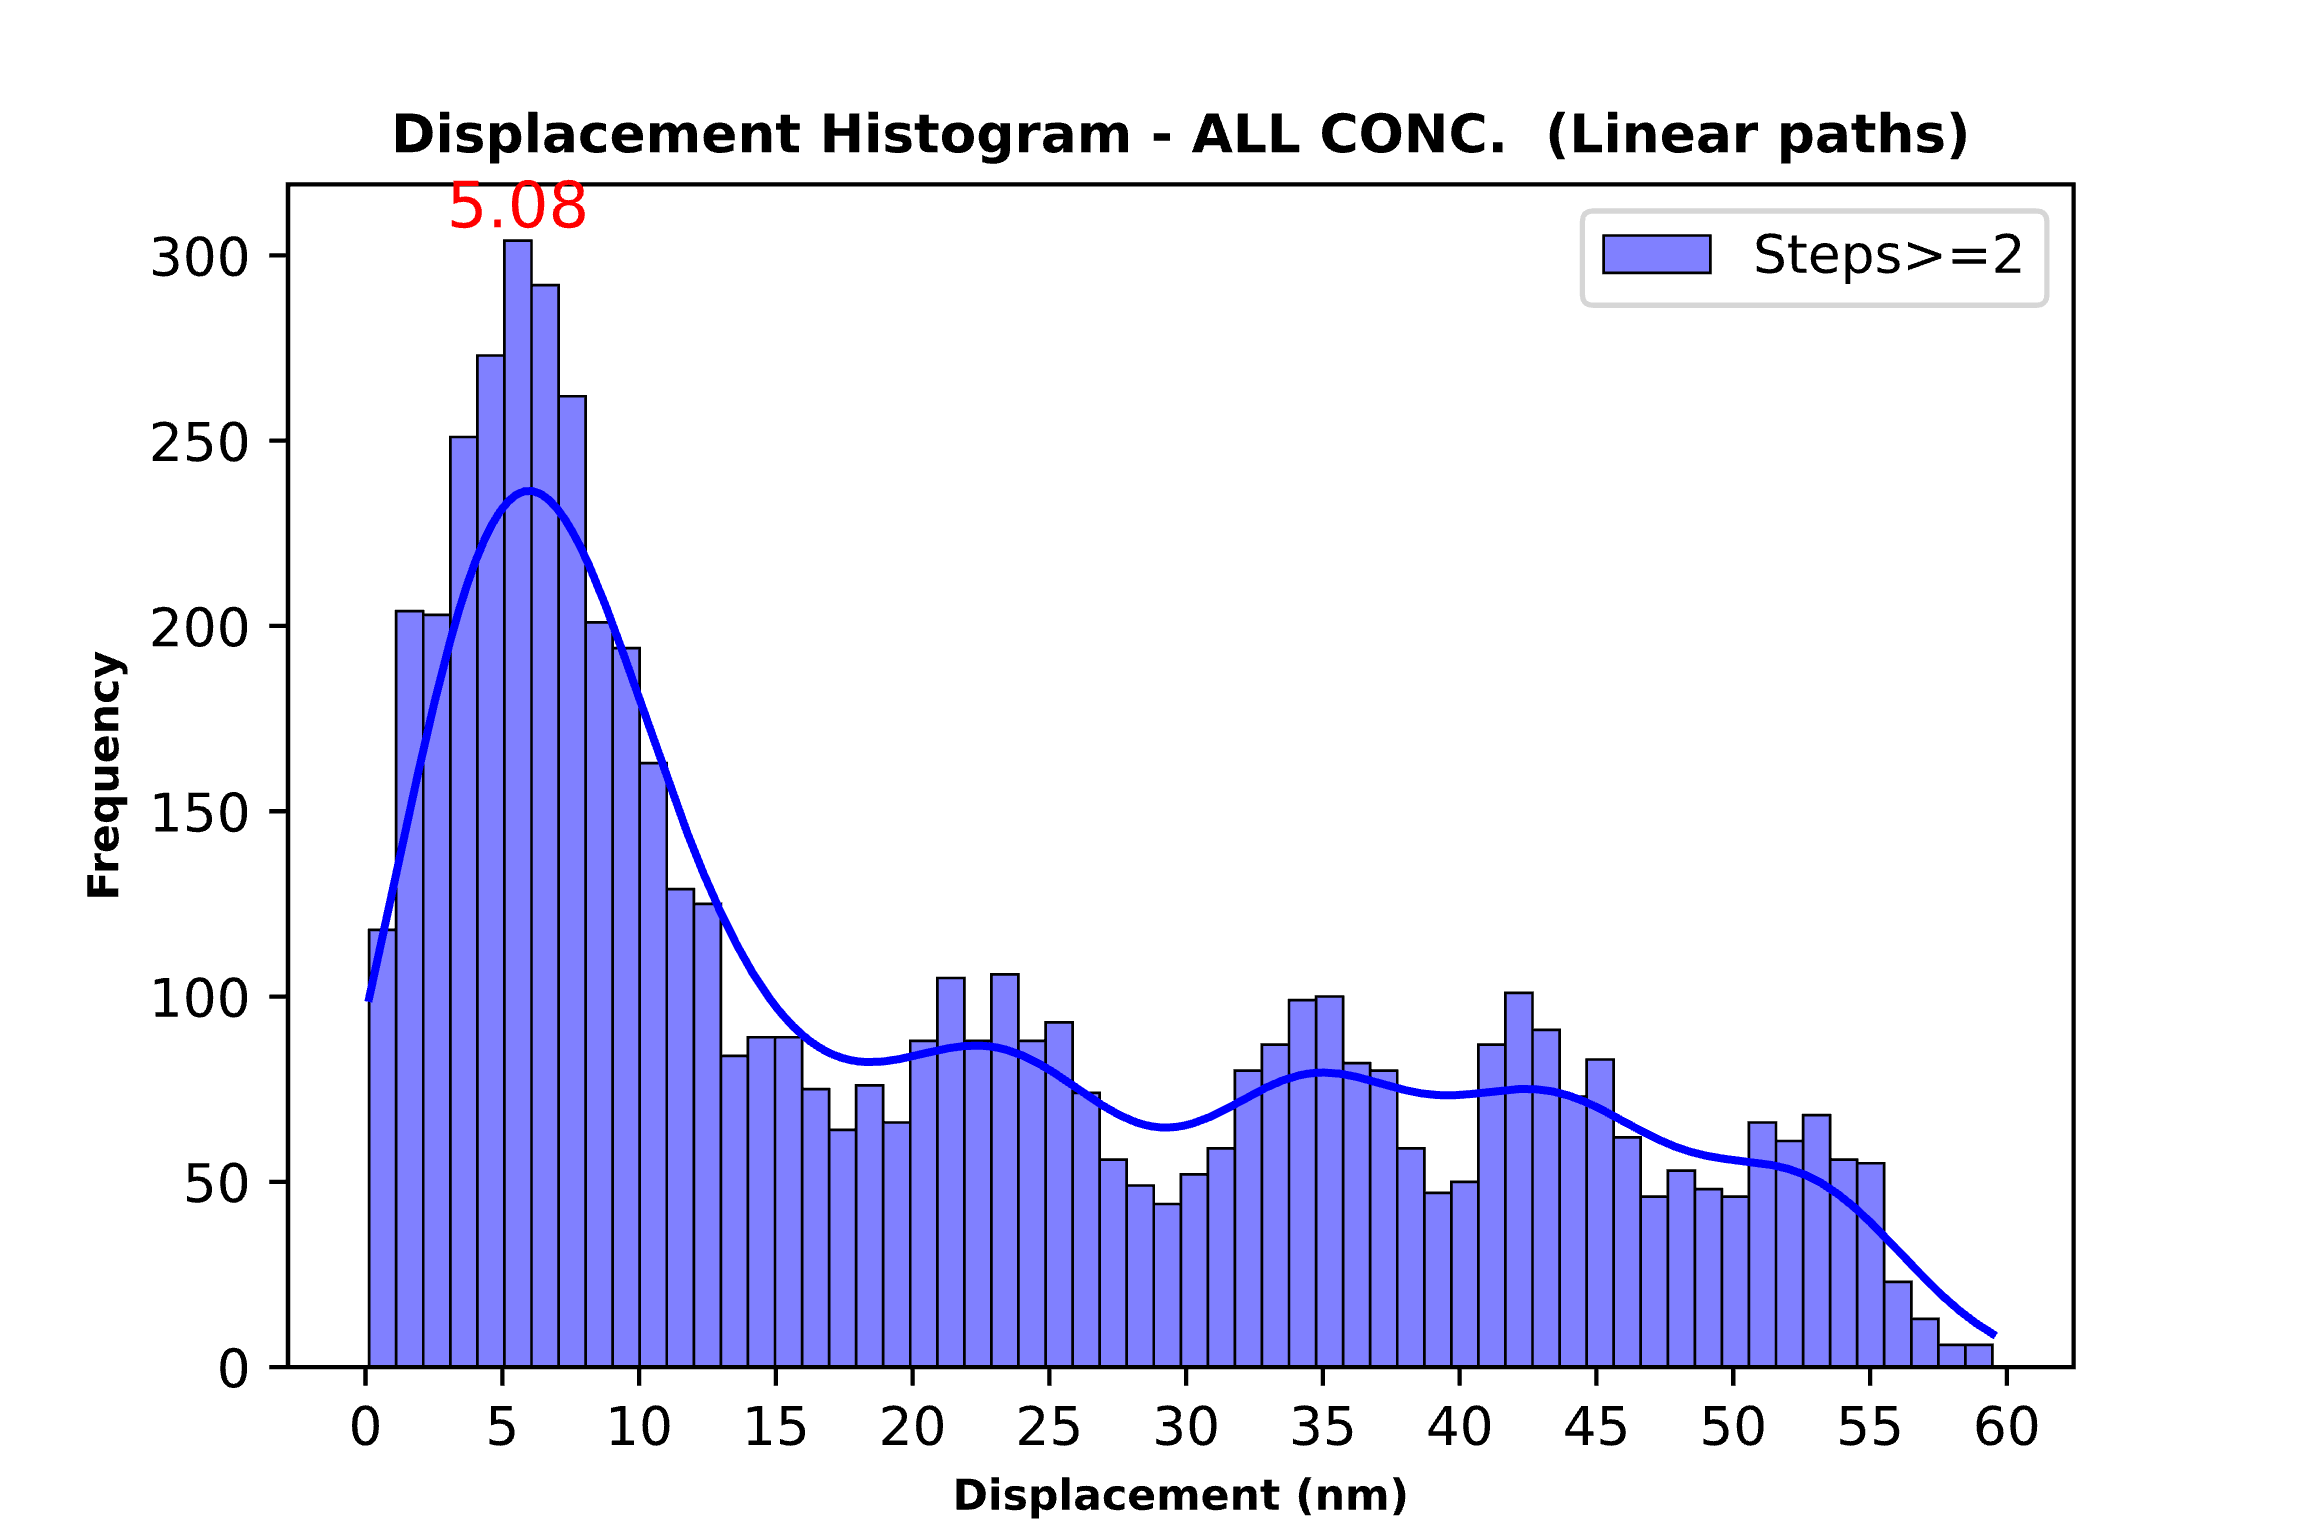 Displacement Histogram - ALL CONC.  (Linear paths)
5.08
Steps>=2
Frequency
300
250
200
150
100
50
0
0 5 10 15 20 25 30 35 40 45 50 55 60
Displacement (nm)